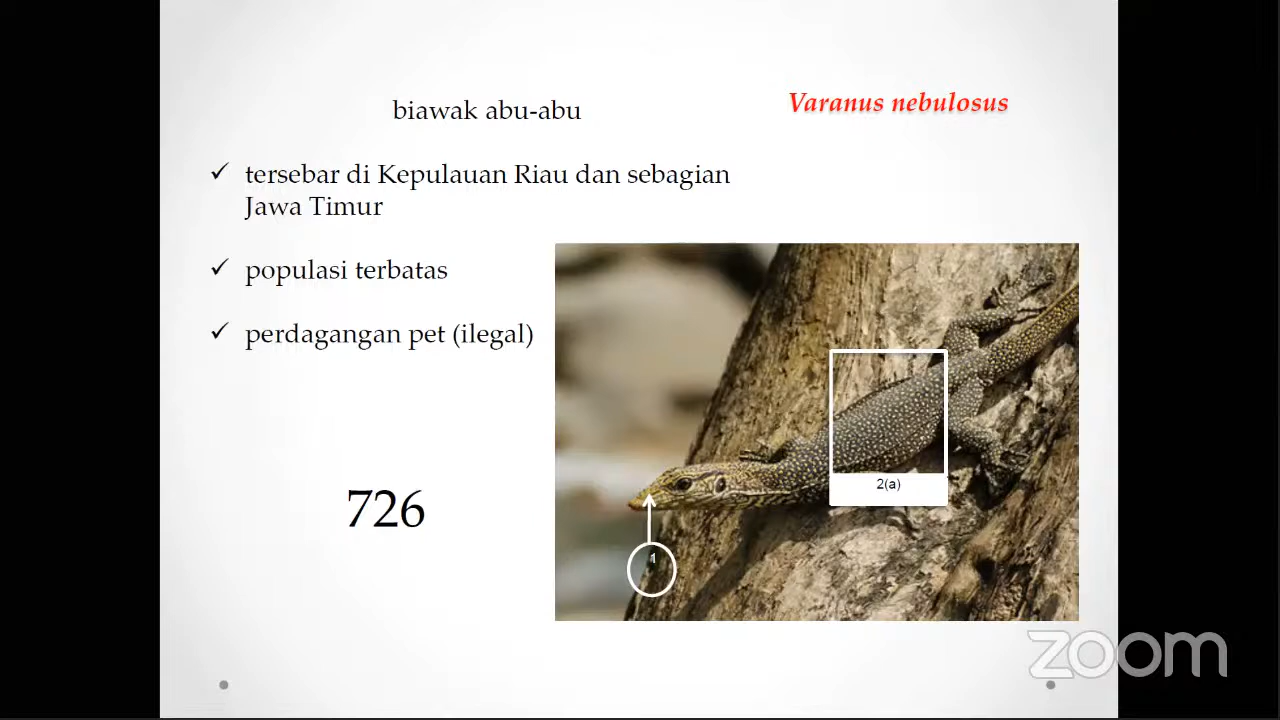 biawak abu-abu
Varanus nebulosus
✓ tersebar di Kepulauan Riau dan sebagian
Jawa Timur
✓ populasi terbatas
✓ perdagangan pet (ilegal)
726
2(a)
1
zoom